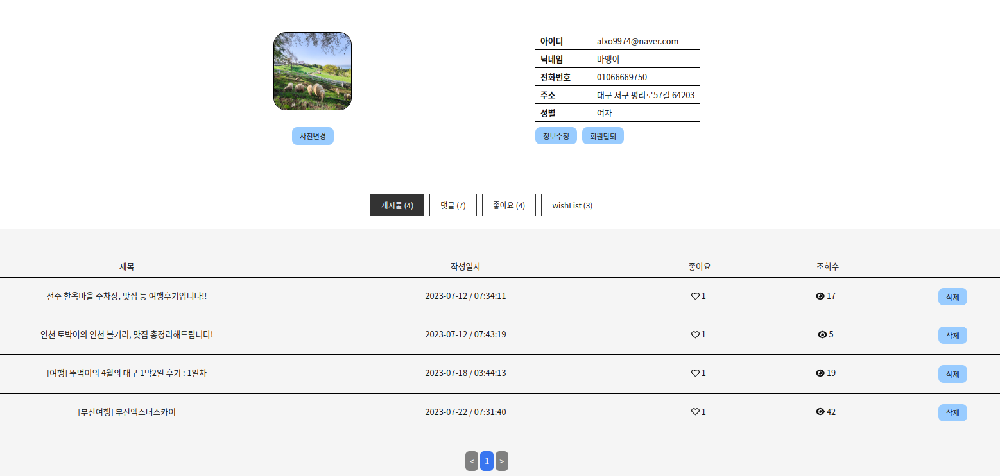 아이디 alxo9974@naver.com
닉네임 마앵이
전화번호 01066669750
주소 대구 서구 평리로57길 64203
성별 여자
사진변경
정보수정 회원탈퇴
게시물 (4) 댓글 (7) 좋아요 (4) wishList (3)
제목 작성일자 좋아요 조회수
전주 한옥마을 주차장, 맛집 등 여행후기입니다!! 2023-07-12 / 07:34:11 1 17 삭제
인천 토박이의 인천 볼거리, 맛집 총정리해드립니다! 2023-07-12 / 07:43:19 1 5 삭제
[여행] 뚜벅이의 4월의 대구 1박2일 후기 : 1일차 2023-07-18 / 03:44:13 1 19 삭제
[부산여행] 부산엑스더스카이 2023-07-22 / 07:31:40 1 42 삭제
< 1 >